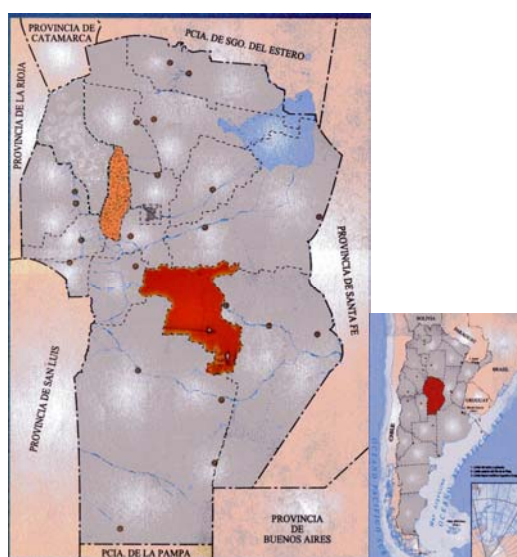 PROVINCIA DE
CATAMARCA
PCIA. DE SGO. DEL ESTERO
PROVINCIA DE LA RIOJA
PROVINCIA DE SANTA FE
PROVINCIA DE SAN LUIS
PROVINCIA
DE
BUENOS AIRES
PCIA. DE LA PAMPA
BOLIVIA
PARAGUAY
BRASIL
URUGUAY
CHILE